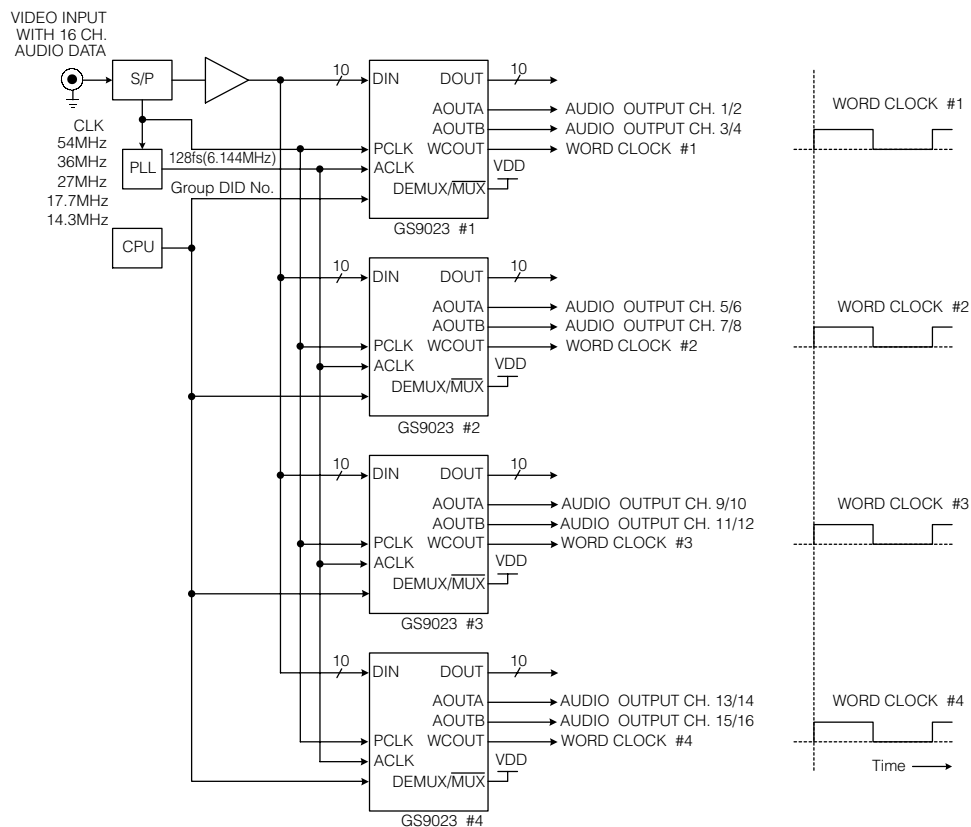 VIDEO INPUT
WITH 16 CH.
AUDIO DATA
S/P
CLK
54MHz
36MHz
27MHz
17.7MHz
14.3MHz
PLL
128fs(6.144MHz)
Group DID No.
CPU
10
DIN
DOUT
10
AOUTA
AUDIO OUTPUT CH. 1/2
AOUTB
AUDIO OUTPUT CH. 3/4
PCLK
WCOUT
WORD CLOCK #1
ACLK
VDD
DEMUX/MUX
GS9023 #1
WORD CLOCK #1
10
DIN
DOUT
10
AOUTA
AUDIO OUTPUT CH. 5/6
AOUTB
AUDIO OUTPUT CH. 7/8
PCLK
WCOUT
WORD CLOCK #2
ACLK
VDD
DEMUX/MUX
GS9023 #2
WORD CLOCK #2
10
DIN
DOUT
10
AOUTA
AUDIO OUTPUT CH. 9/10
AOUTB
AUDIO OUTPUT CH. 11/12
PCLK
WCOUT
WORD CLOCK #3
ACLK
VDD
DEMUX/MUX
GS9023 #3
WORD CLOCK #3
10
DIN
DOUT
10
AOUTA
AUDIO OUTPUT CH. 13/14
AOUTB
AUDIO OUTPUT CH. 15/16
PCLK
WCOUT
WORD CLOCK #4
ACLK
VDD
DEMUX/MUX
GS9023 #4
WORD CLOCK #4
Time